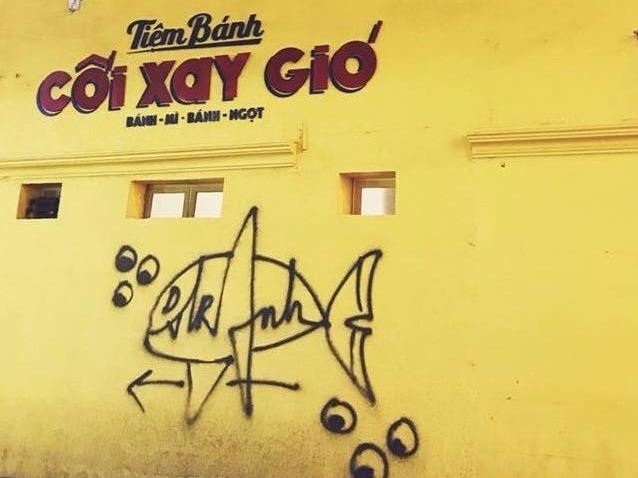 Tiệm Bánh
CỐI XAY GIÓ
BÁNH - MÌ - BÁNH - NGỌT